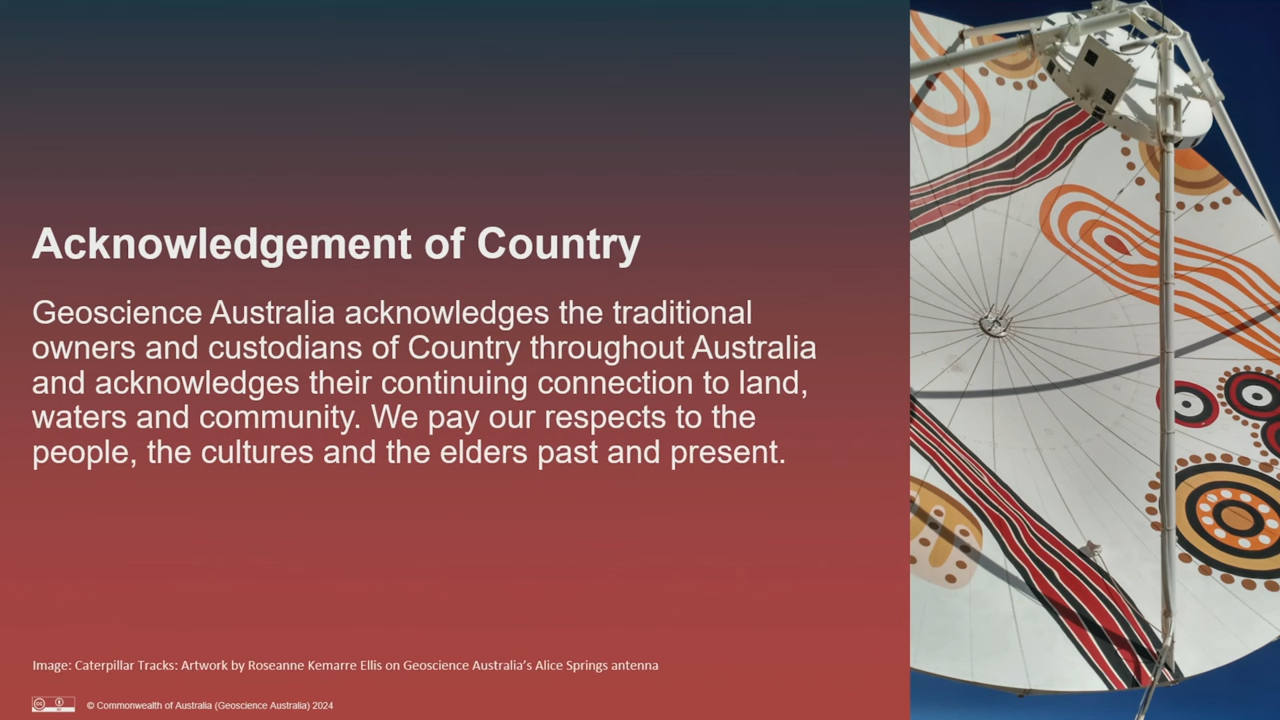 Acknowledgement of Country
Geoscience Australia acknowledges the traditional
owners and custodians of Country throughout Australia
and acknowledges their continuing connection to land,
waters and community. We pay our respects to the
people, the cultures and the elders past and present.
Image: Caterpillar Tracks: Artwork by Roseanne Kemarre Ellis on Geoscience Australia’s Alice Springs antenna
© Commonwealth of Australia (Geoscience Australia) 2024